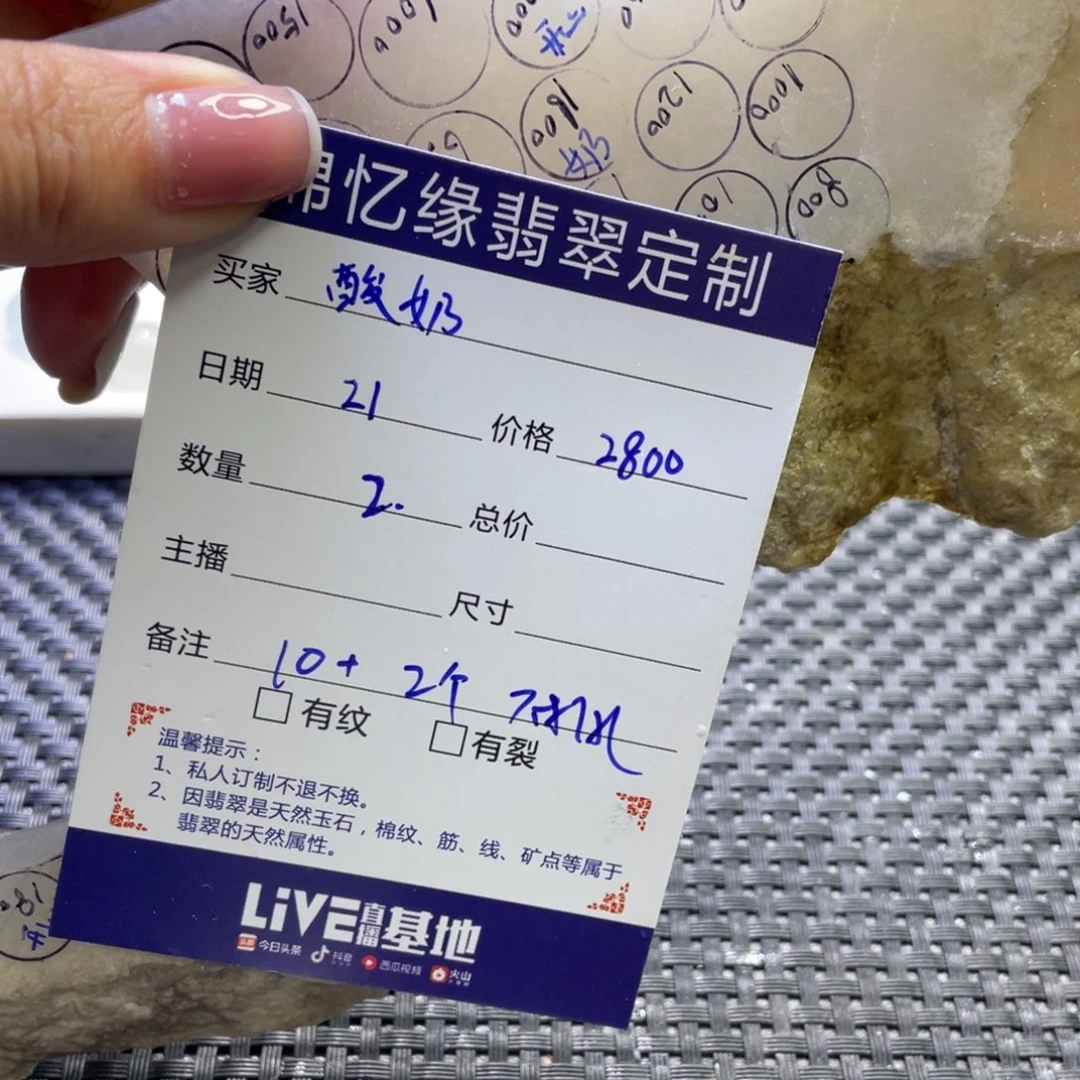 1500
1000
1600
奶
1200
1000
800
棉忆缘翡翠定制
买家 酸奶
日期 21 价格 2800
数量 2. 总价
主播 尺寸
备注 10+ 2个
有纹 有裂
温馨提示：
1、私人订制不退不换。
2、因翡翠是天然玉石，棉纹、筋、线、矿点等属于
翡翠的天然属性。
LiVE直播基地
今日头条 抖音 西瓜视频 火山